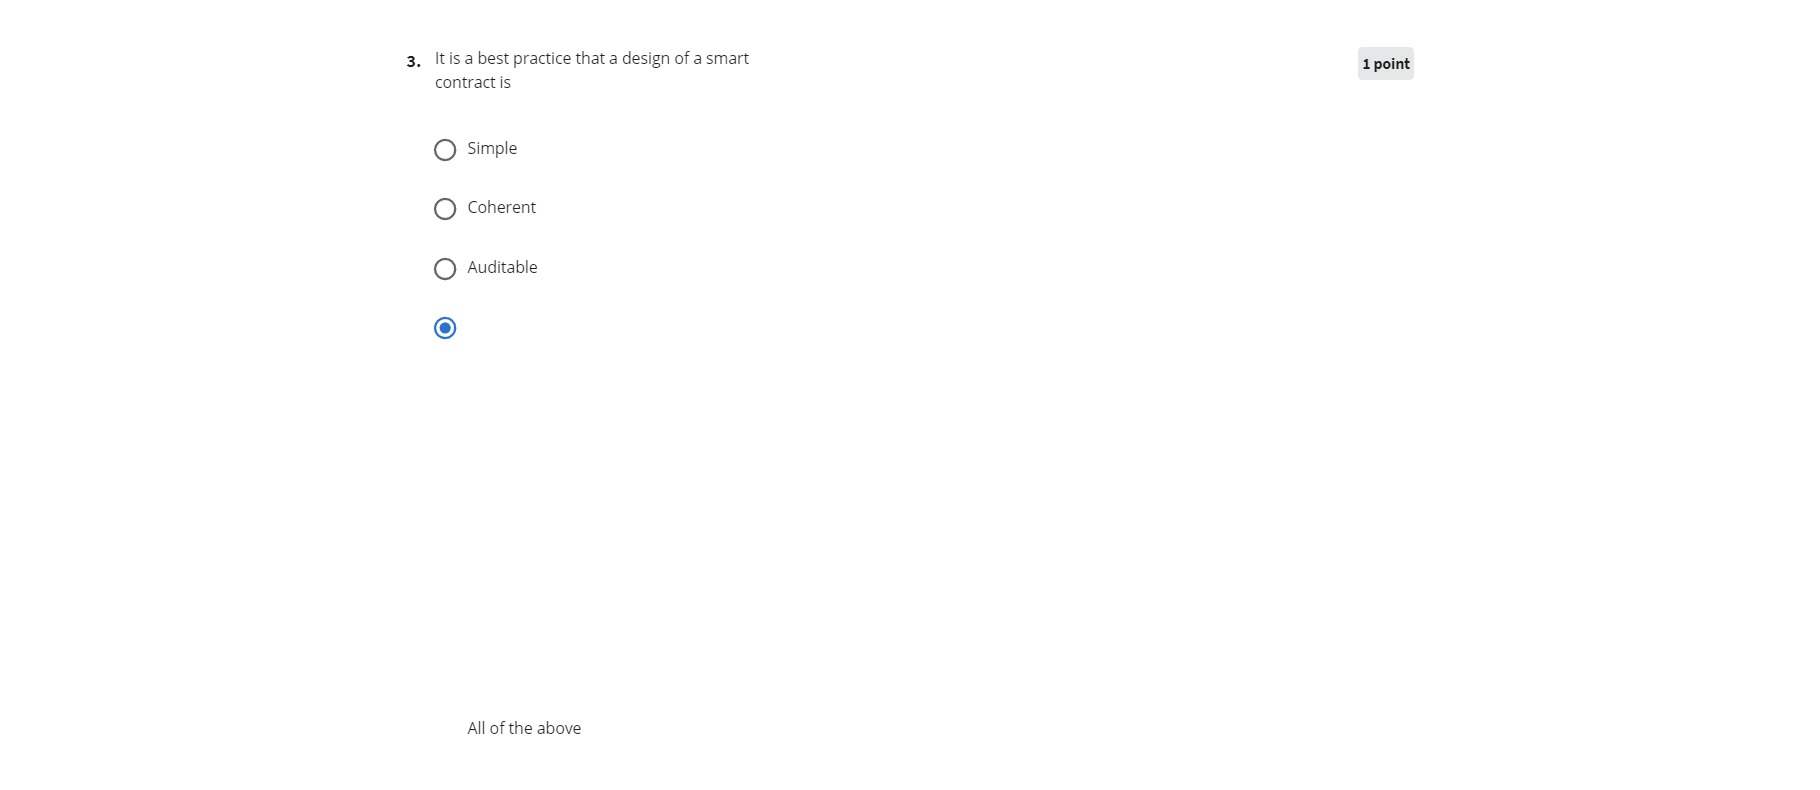 3. It is a best practice that a design of a smart
contract is
1 point
Simple
Coherent
Auditable
All of the above